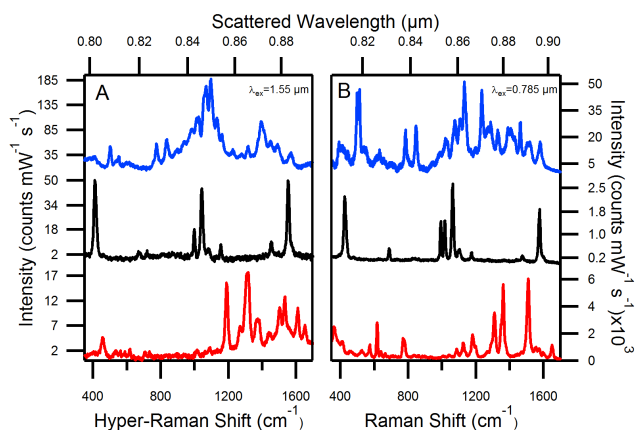 Scattered Wavelength (µm)
0.80 0.82 0.84 0.86 0.88
0.82 0.84 0.86 0.88 0.90
A
λex=1.55 µm
B
λex=0.785 µm
Intensity (counts mW⁻¹ s⁻¹)
185
135
85
35
50
34
18
2
17
12
7
2
50
35
20
5
2.5
1.8
1.0
0.2
6
4
2
0
Intensity (counts mW⁻¹ s⁻¹)x10³
400 800 1200 1600
400 800 1200 1600
Hyper-Raman Shift (cm⁻¹)
Raman Shift (cm⁻¹)